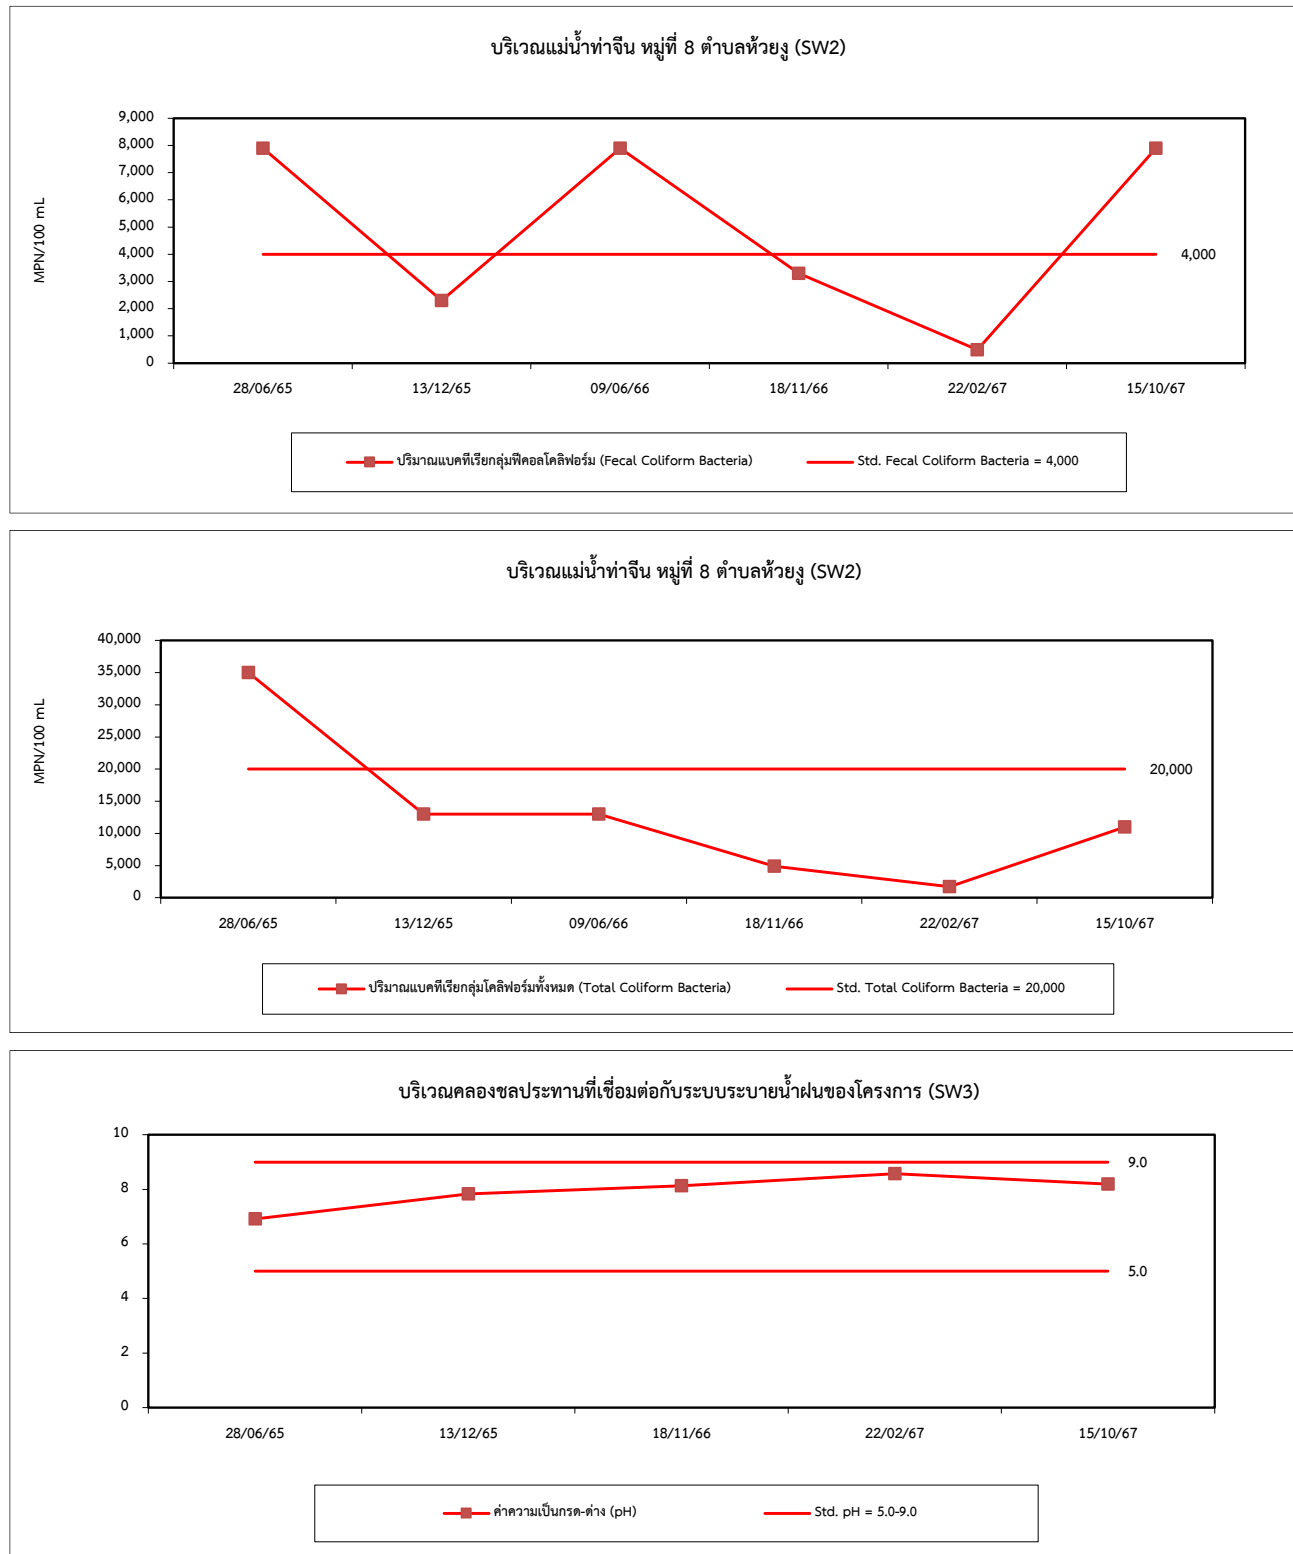 บริเวณแม่น้ำท่าจีน หมู่ที่ 8 ตำบลห้วยงู (SW2)
MPN/100 mL
9,000
8,000
7,000
6,000
5,000
4,000
3,000
2,000
1,000
0
4,000
28/06/65 13/12/65 09/06/66 18/11/66 22/02/67 15/10/67
ปริมาณแบคทีเรียกลุ่มฟีคอลโคลิฟอร์ม (Fecal Coliform Bacteria) Std. Fecal Coliform Bacteria = 4,000
บริเวณแม่น้ำท่าจีน หมู่ที่ 8 ตำบลห้วยงู (SW2)
MPN/100 mL
40,000
35,000
30,000
25,000
20,000
15,000
10,000
5,000
0
20,000
28/06/65 13/12/65 09/06/66 18/11/66 22/02/67 15/10/67
ปริมาณแบคทีเรียกลุ่มโคลิฟอร์มทั้งหมด (Total Coliform Bacteria) Std. Total Coliform Bacteria = 20,000
บริเวณคลองชลประทานที่เชื่อมต่อกับระบบระบายน้ำฝนของโครงการ (SW3)
10
8
6
4
2
0
9.0
5.0
28/06/65 13/12/65 18/11/66 22/02/67 15/10/67
ค่าความเป็นกรด-ด่าง (pH) Std. pH = 5.0-9.0